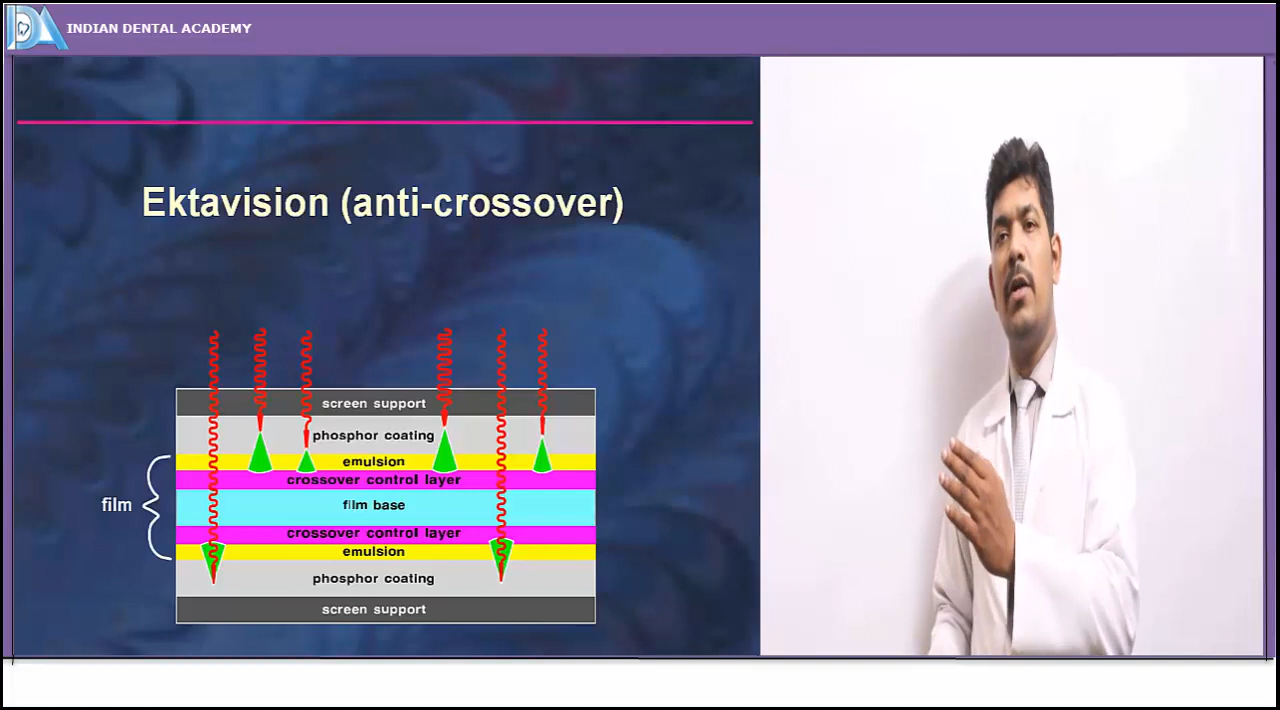 IDA
INDIAN DENTAL ACADEMY
Ektavision (anti-crossover)
screen support
phosphor coating
emulsion
crossover control layer
film
film base
crossover control layer
emulsion
phosphor coating
screen support